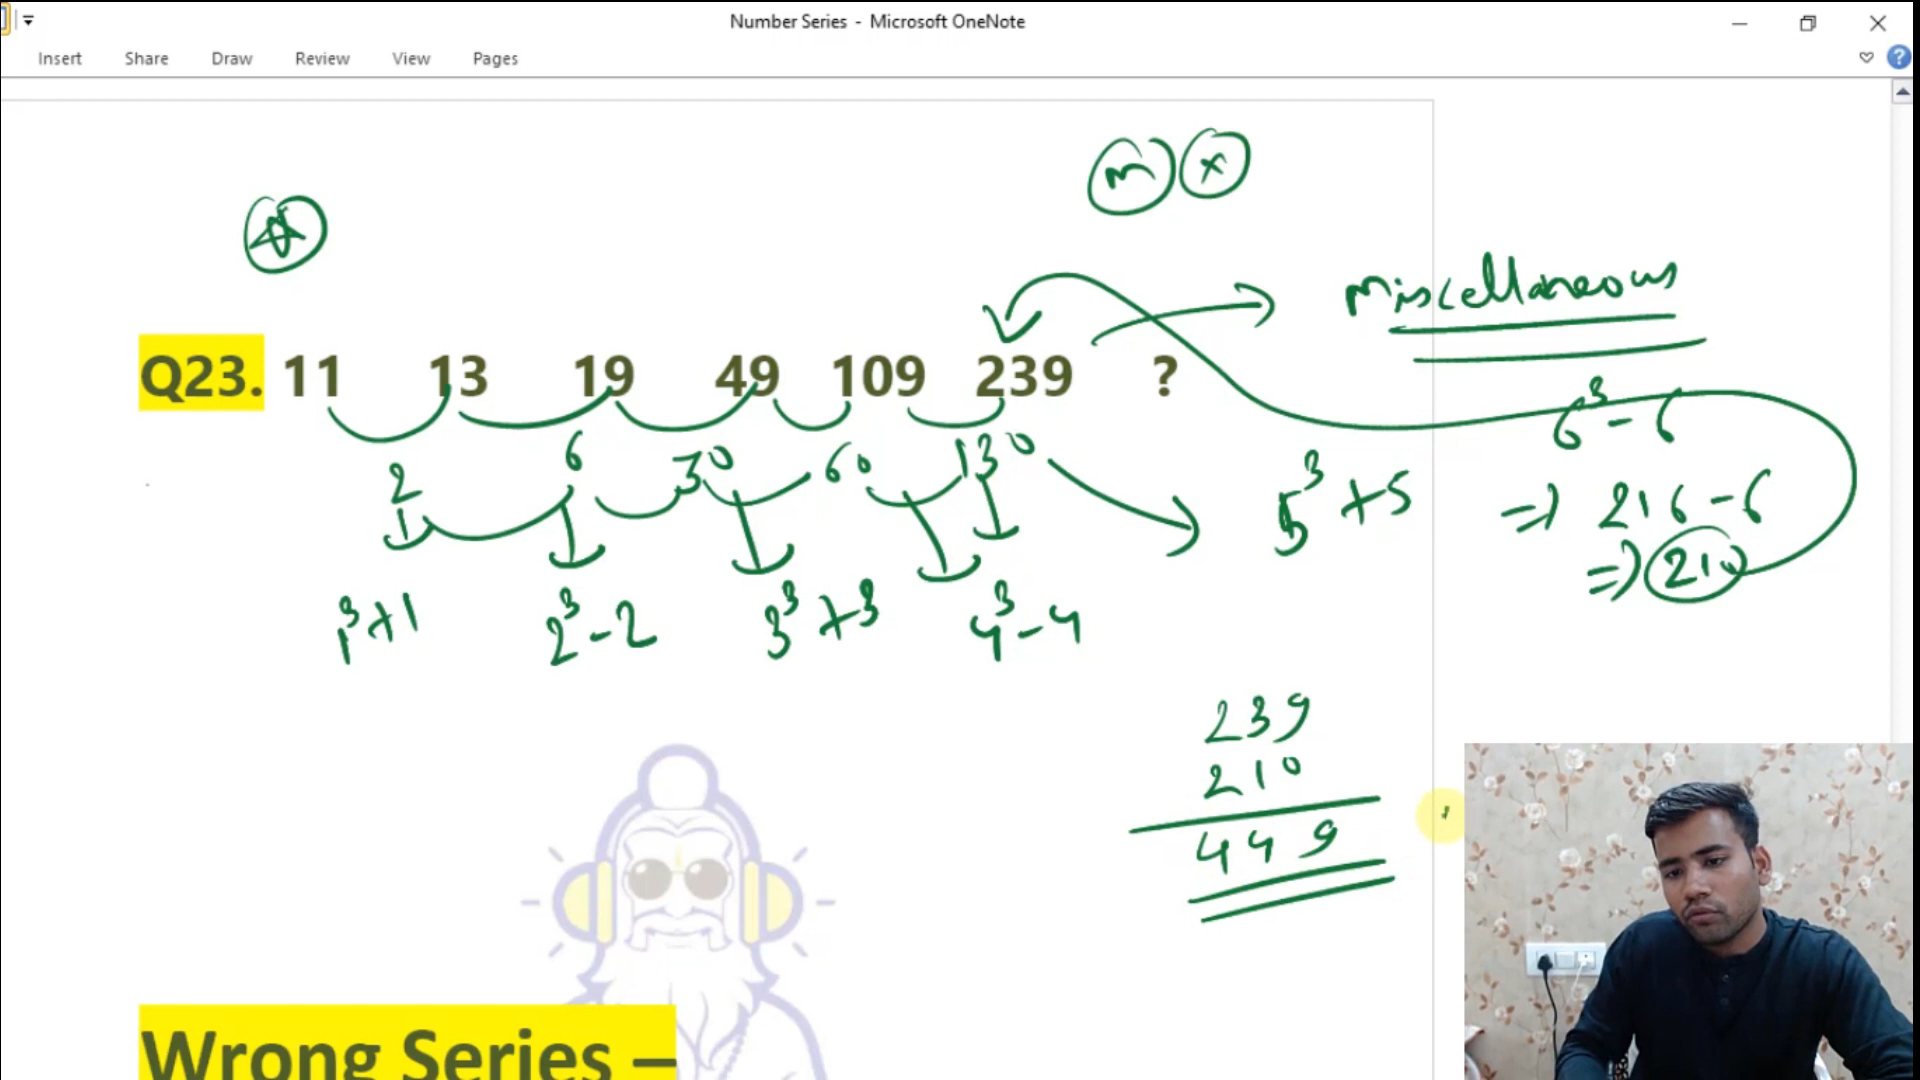 Number Series - Microsoft OneNote
Insert Share Draw Review View Pages
m x
Miscellaneous
Q23. 11 13 19 49 109 239 ?
6³-6
2 6 30 60 130
5³+5
=> 216-6
=> 210
1³+1 2³-2 3³+3 4³-4
239
210
449
Wrong Series –